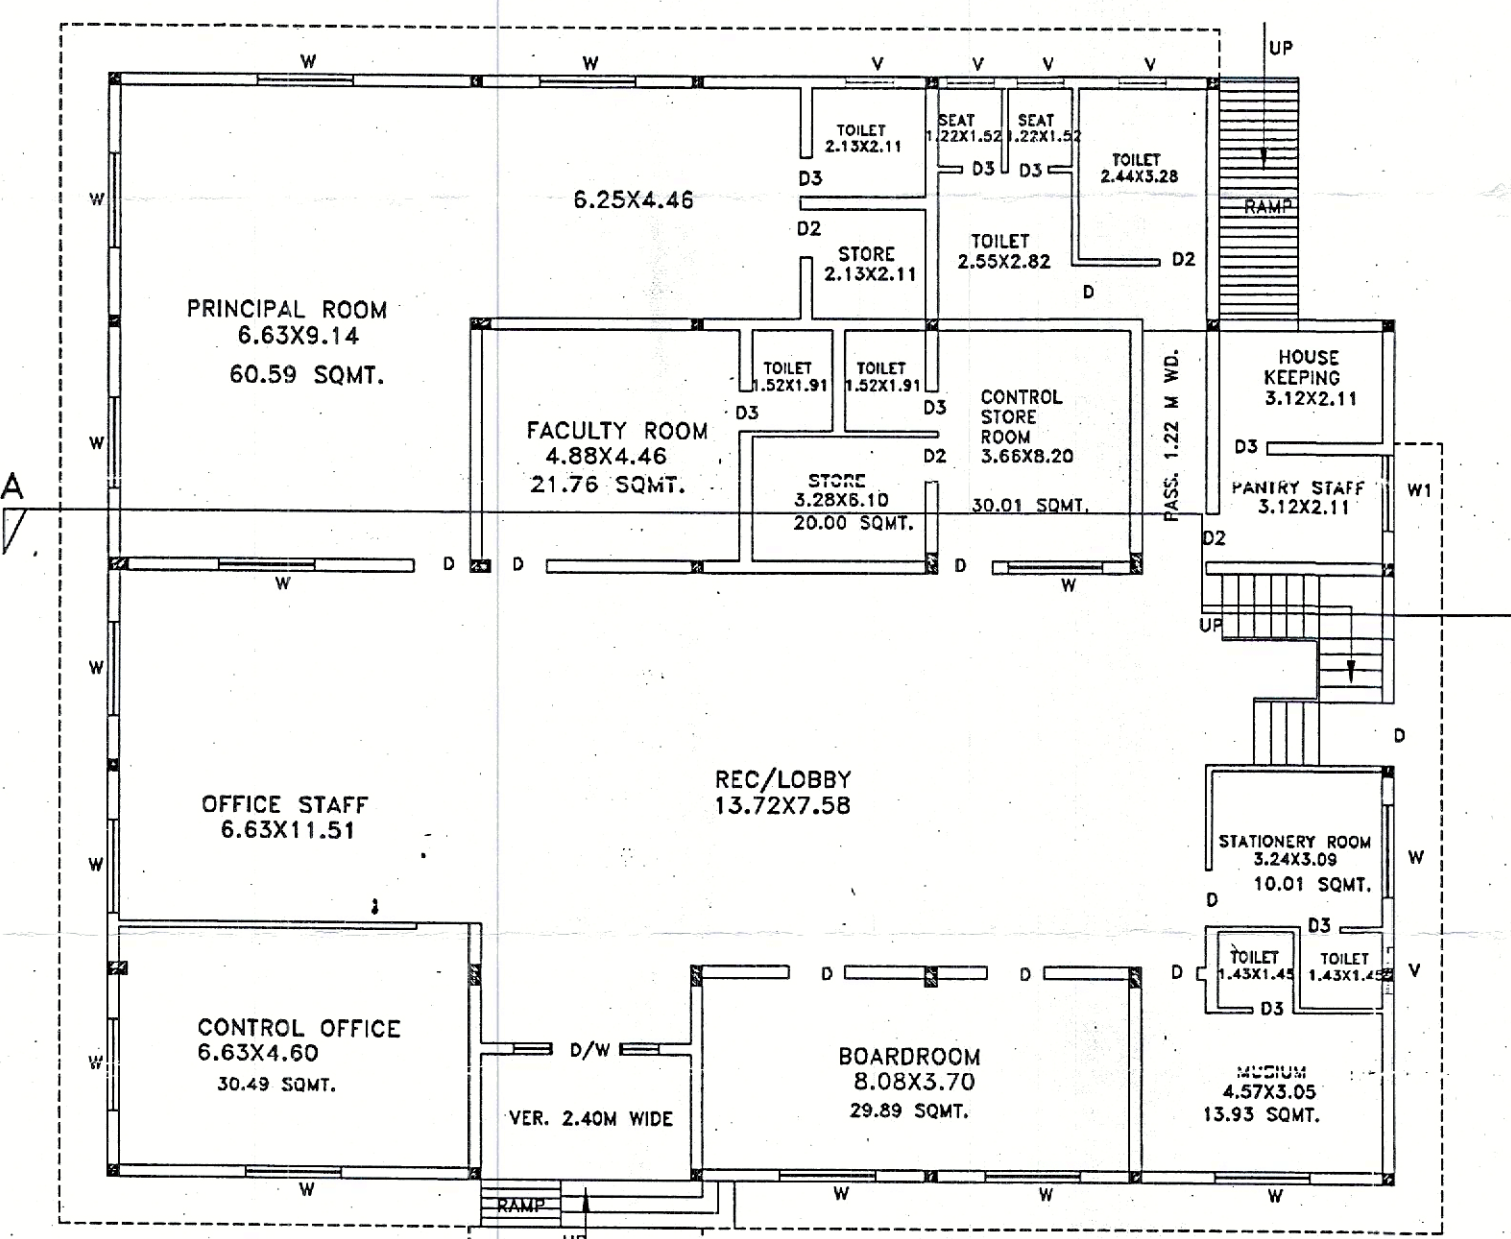 UP
W
W
V
V
V
V
TOILET
2.13X2.11
SEAT
1.22X1.52
SEAT
1.22X1.52
TOILET
2.44X3.28
D3
D3
D3
W
6.25X4.46
RAMP
D2
STORE
2.13X2.11
TOILET
2.55X2.82
D2
D
PRINCIPAL ROOM
6.63X9.14
60.59 SQMT.
TOILET
1.52X1.91
TOILET
1.52X1.91
D3
D3
CONTROL
STORE
ROOM
3.66X8.20
30.01 SQMT.
PASS. 1.22 M WD.
HOUSE
KEEPING
3.12X2.11
W
FACULTY ROOM
4.88X4.46
21.76 SQMT.
D2
D3
A
STORE
3.28X6.10
20.00 SQMT.
PANTRY STAFF
3.12X2.11
W1
D2
D
D
D
W
W
UP
W
D
REC/LOBBY
13.72X7.58
OFFICE STAFF
6.63X11.51
W
STATIONERY ROOM
3.24X3.09
10.01 SQMT.
W
D
D3
D
D
D
TOILET
1.43X1.45
TOILET
1.43X1.45
V
D3
CONTROL OFFICE
6.63X4.60
30.49 SQMT.
W
D/W
BOARDROOM
8.08X3.70
29.89 SQMT.
MUSIUM
4.57X3.05
13.93 SQMT.
VER. 2.40M WIDE
W
RAMP
W
W
W
UP